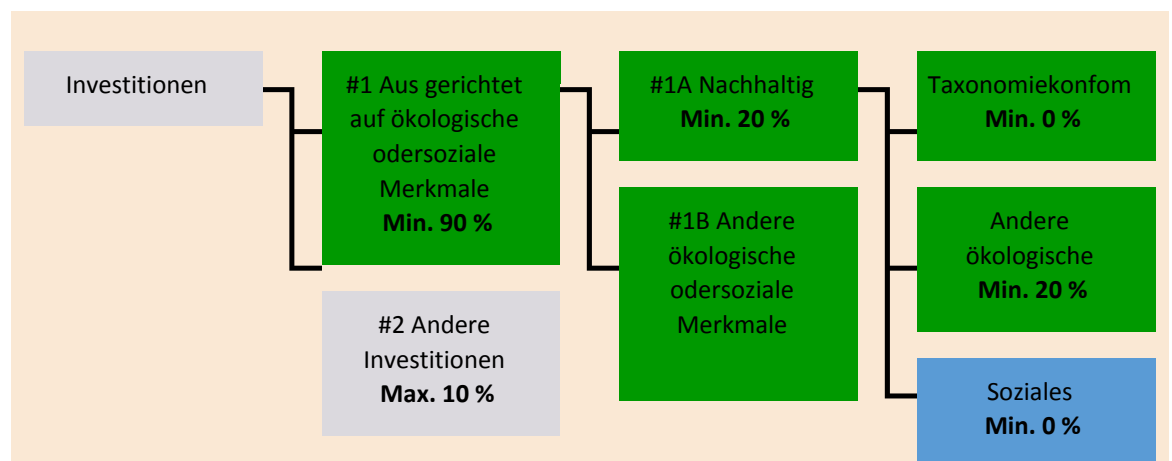 Investitionen
#1 Aus gerichtet
auf ökologische
odersoziale
Merkmale
Min. 90 %
#2 Andere
Investitionen
Max. 10 %
#1A Nachhaltig
Min. 20 %
#1B Andere
ökologische
odersoziale
Merkmale
Taxonomiekonfom
Min. 0 %
Andere
ökologische
Min. 20 %
Soziales
Min. 0 %